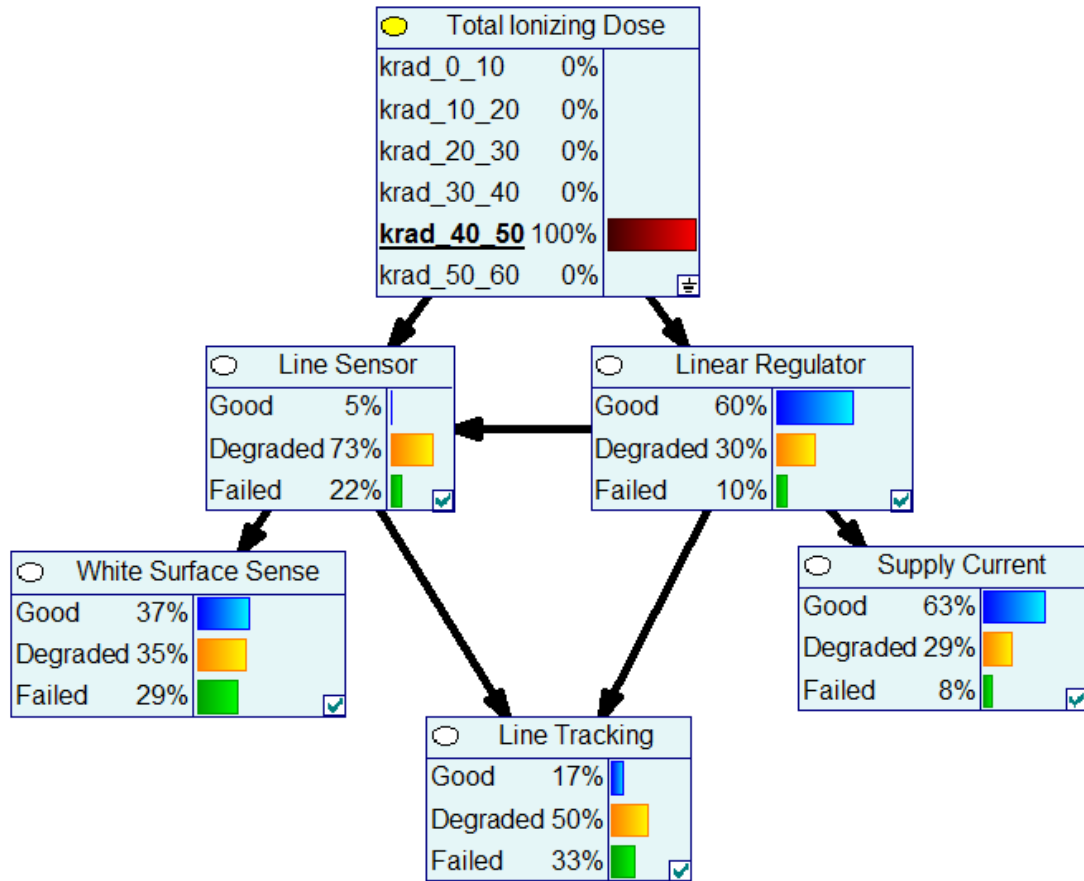 Total Ionizing Dose
krad_0_10 0%
krad_10_20 0%
krad_20_30 0%
krad_30_40 0%
krad_40_50 100%
krad_50_60 0%
Line Sensor
Good 5%
Degraded 73%
Failed 22%
Linear Regulator
Good 60%
Degraded 30%
Failed 10%
White Surface Sense
Good 37%
Degraded 35%
Failed 29%
Supply Current
Good 63%
Degraded 29%
Failed 8%
Line Tracking
Good 17%
Degraded 50%
Failed 33%